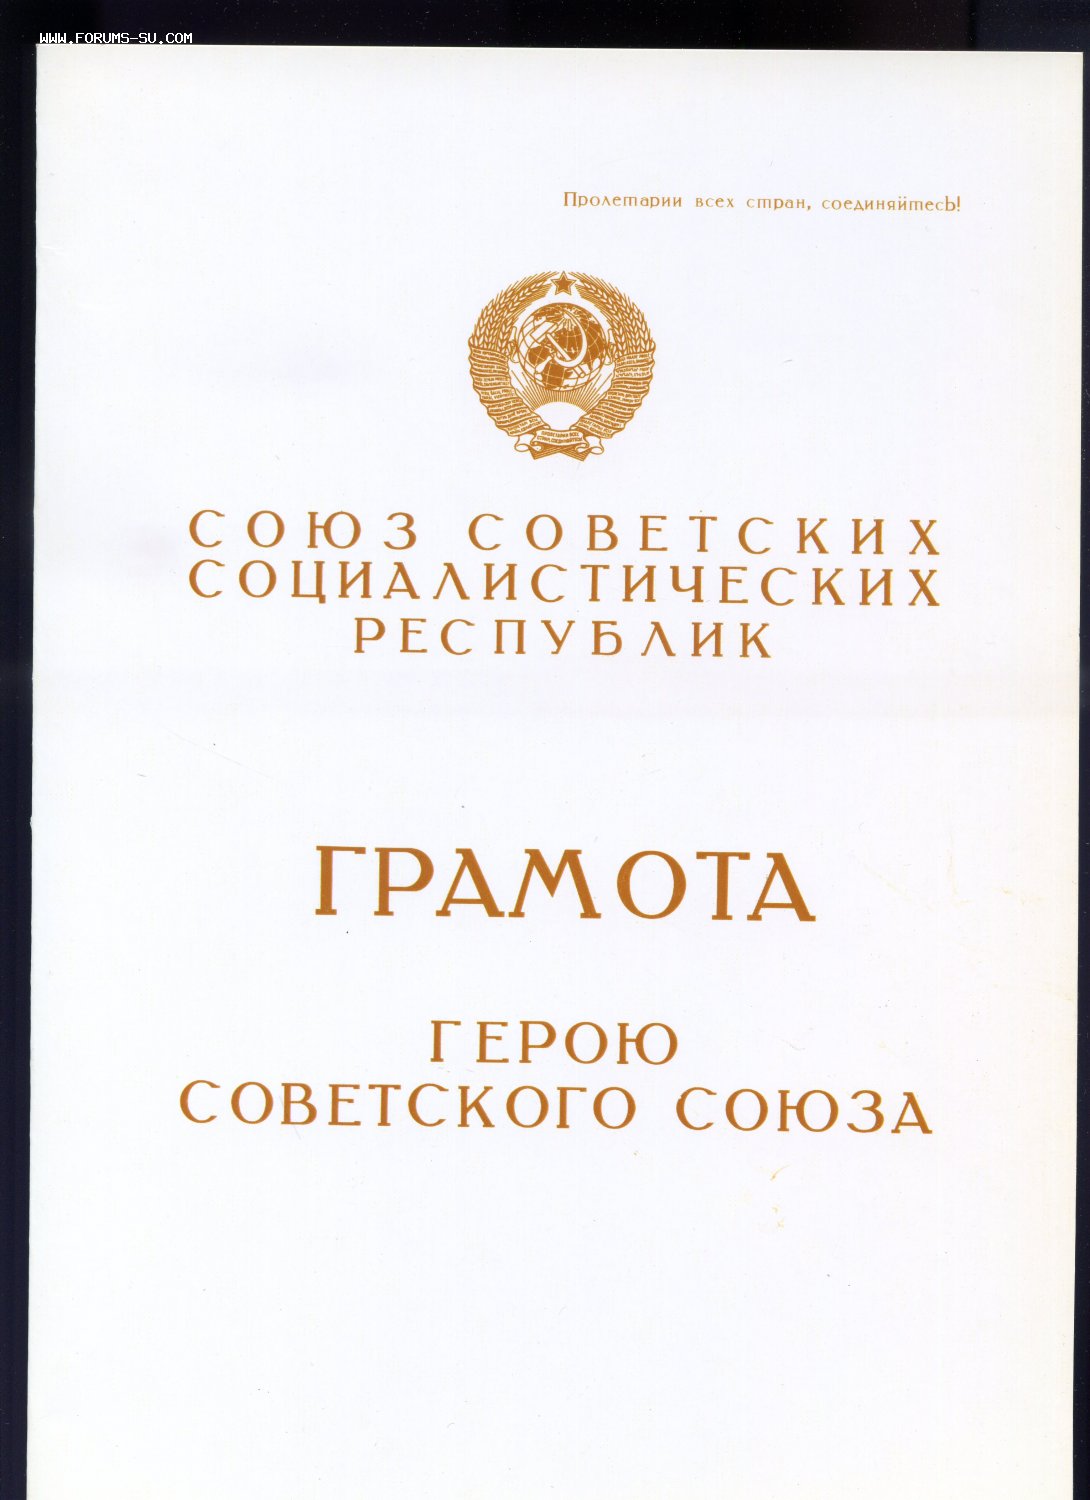 WWW.FORUMS-SU.COM
Пролетарии всех стран, соединяйтесь!
СОЮЗ СОВЕТСКИХ
СОЦИАЛИСТИЧЕСКИХ
РЕСПУБЛИК
ГРАМОТА
ГЕРОЮ
СОВЕТСКОГО СОЮЗА